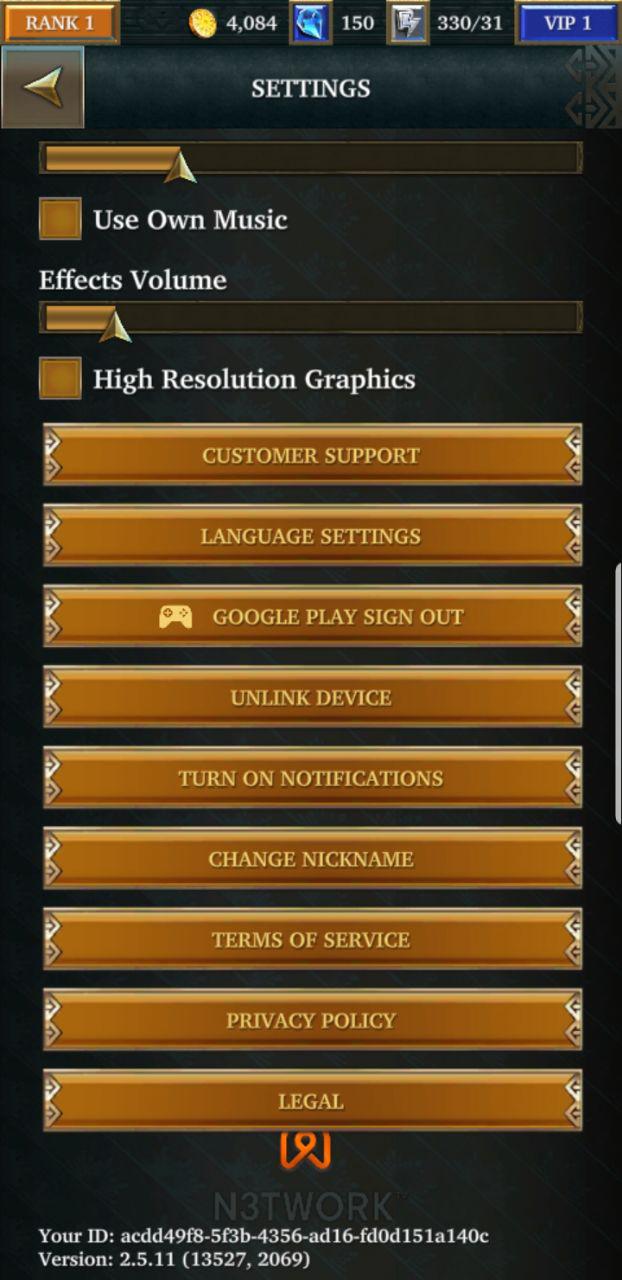 RANK 1 4,084 150 330/31 VIP 1
SETTINGS
Use Own Music
Effects Volume
High Resolution Graphics
CUSTOMER SUPPORT
LANGUAGE SETTINGS
GOOGLE PLAY SIGN OUT
UNLINK DEVICE
TURN ON NOTIFICATIONS
CHANGE NICKNAME
TERMS OF SERVICE
PRIVACY POLICY
LEGAL
N3TWORK™
Your ID: acdd49f8-5f3b-4356-ad16-fd0d151a140c
Version: 2.5.11 (13527, 2069)